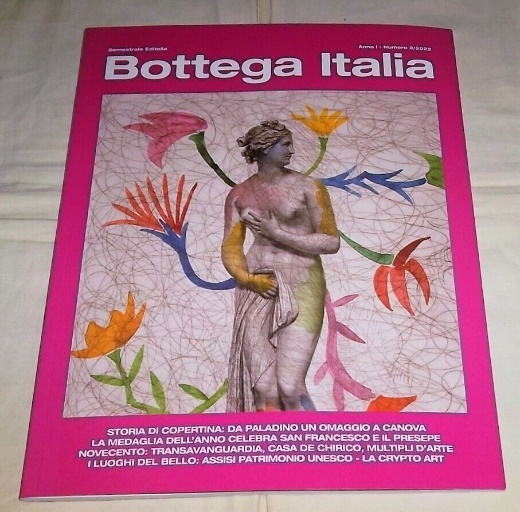 Semestrale Editalia
Anno I - Numero 2/2023
Bottega Italia
STORIA DI COPERTINA: DA PALADINO UN OMAGGIO A CANOVA
LA MEDAGLIA DELL'ANNO CELEBRA SAN FRANCESCO E IL PRESEPE
NOVECENTO: TRANSAVANGUARDIA, CASA DE CHIRICO, MULTIPLI D'ARTE
I LUOGHI DEL BELLO: ASSISI PATRIMONIO UNESCO - LA CRYPTO ART